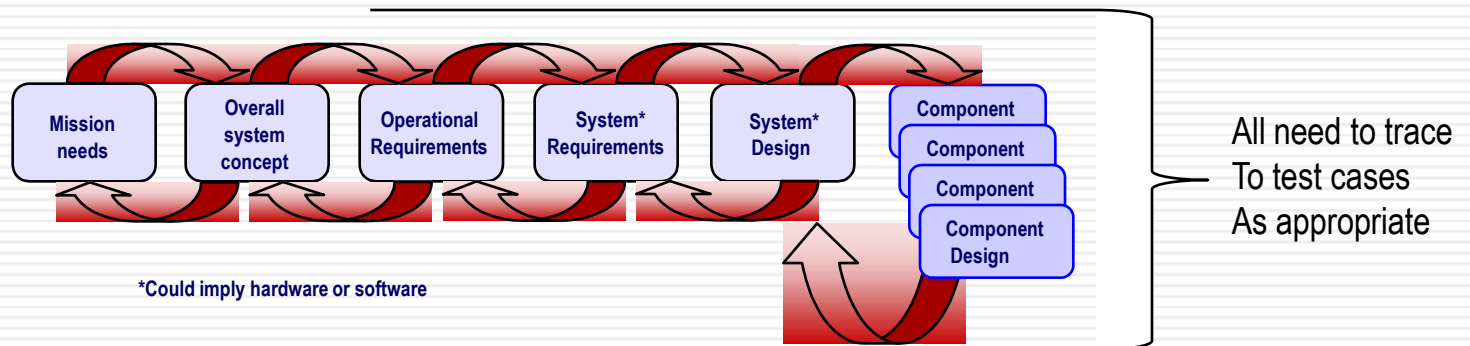 Mission
needs
Overall
system
concept
Operational
Requirements
System*
Requirements
System*
Design
Component
Component
Component
Component
Design
All need to trace
To test cases
As appropriate
*Could imply hardware or software